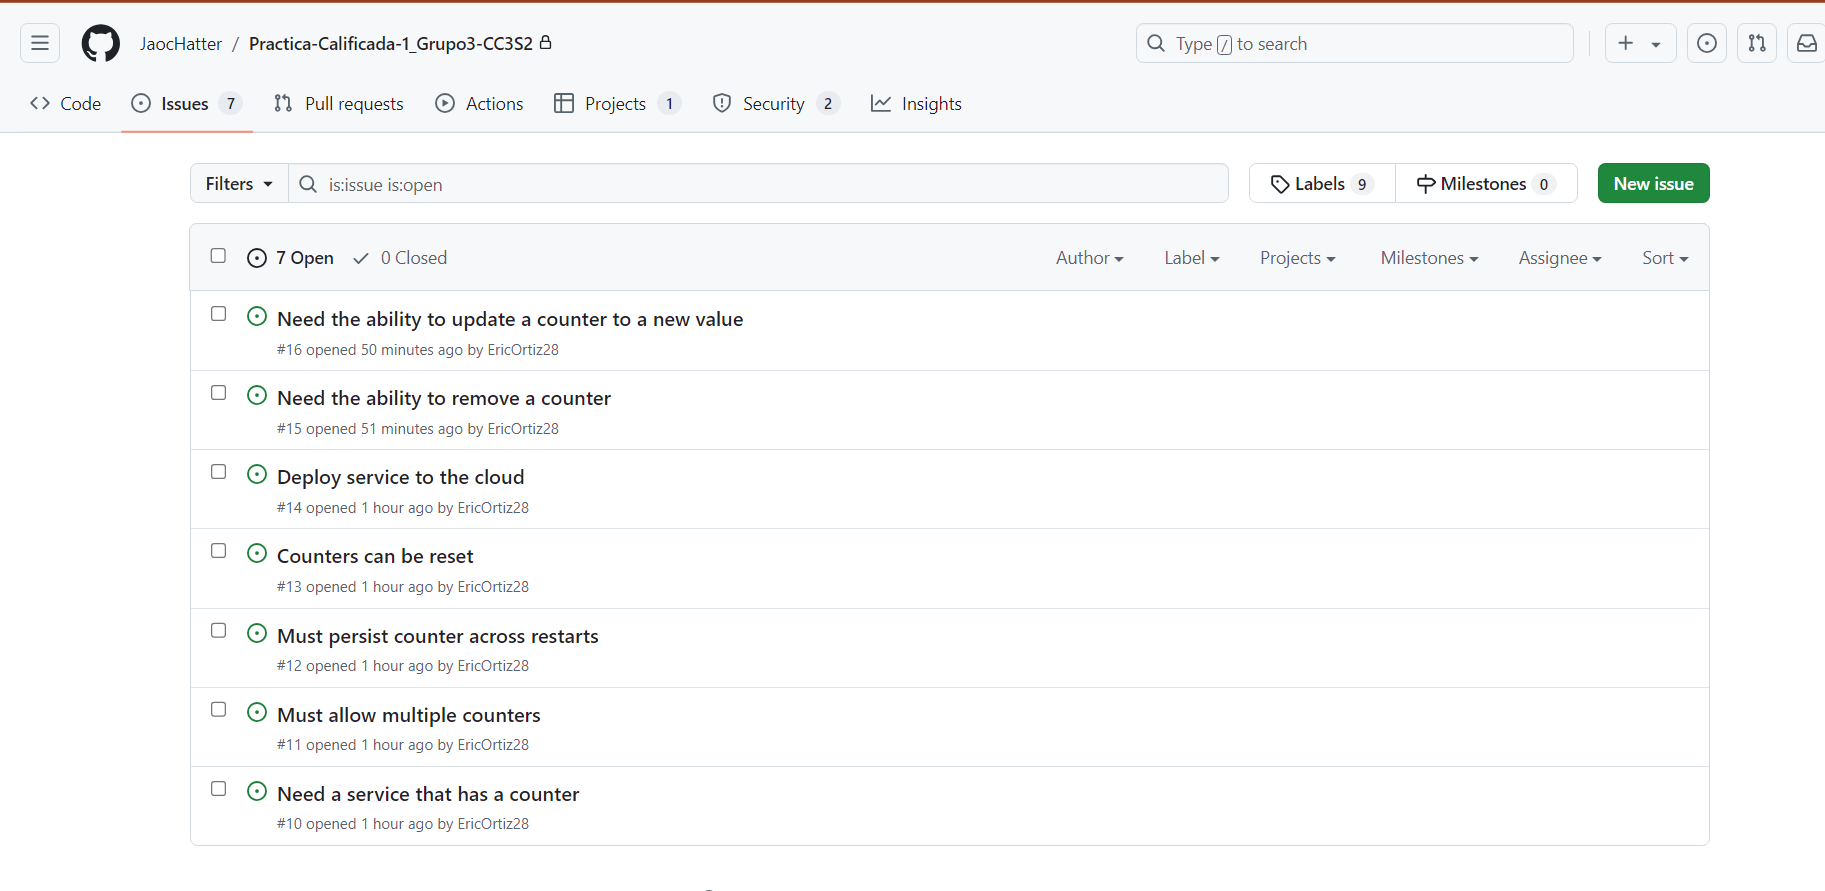 JaocHatter / Practica-Calificada-1_Grupo3-CC3S2
Type / to search
Code
Issues 7
Pull requests
Actions
Projects 1
Security 2
Insights
Filters
is:issue is:open
Labels 9
Milestones 0
New issue
7 Open
0 Closed
Author
Label
Projects
Milestones
Assignee
Sort
Need the ability to update a counter to a new value
#16 opened 50 minutes ago by EricOrtiz28
Need the ability to remove a counter
#15 opened 51 minutes ago by EricOrtiz28
Deploy service to the cloud
#14 opened 1 hour ago by EricOrtiz28
Counters can be reset
#13 opened 1 hour ago by EricOrtiz28
Must persist counter across restarts
#12 opened 1 hour ago by EricOrtiz28
Must allow multiple counters
#11 opened 1 hour ago by EricOrtiz28
Need a service that has a counter
#10 opened 1 hour ago by EricOrtiz28